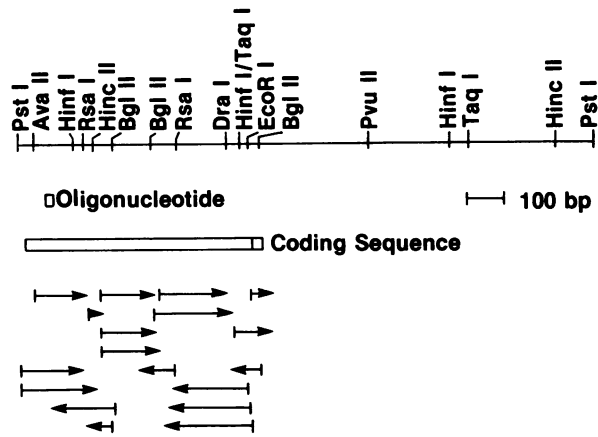 Pst I
Ava II
Hinf I
Rsa I
Hinc II
Bgl II
Bgl II
Rsa I
Dra I
Hinf I/Taq I
EcoR I
Bgl II
Pvu II
Hinf I
Taq I
Hinc II
Pst I
Oligonucleotide
100 bp
Coding Sequence